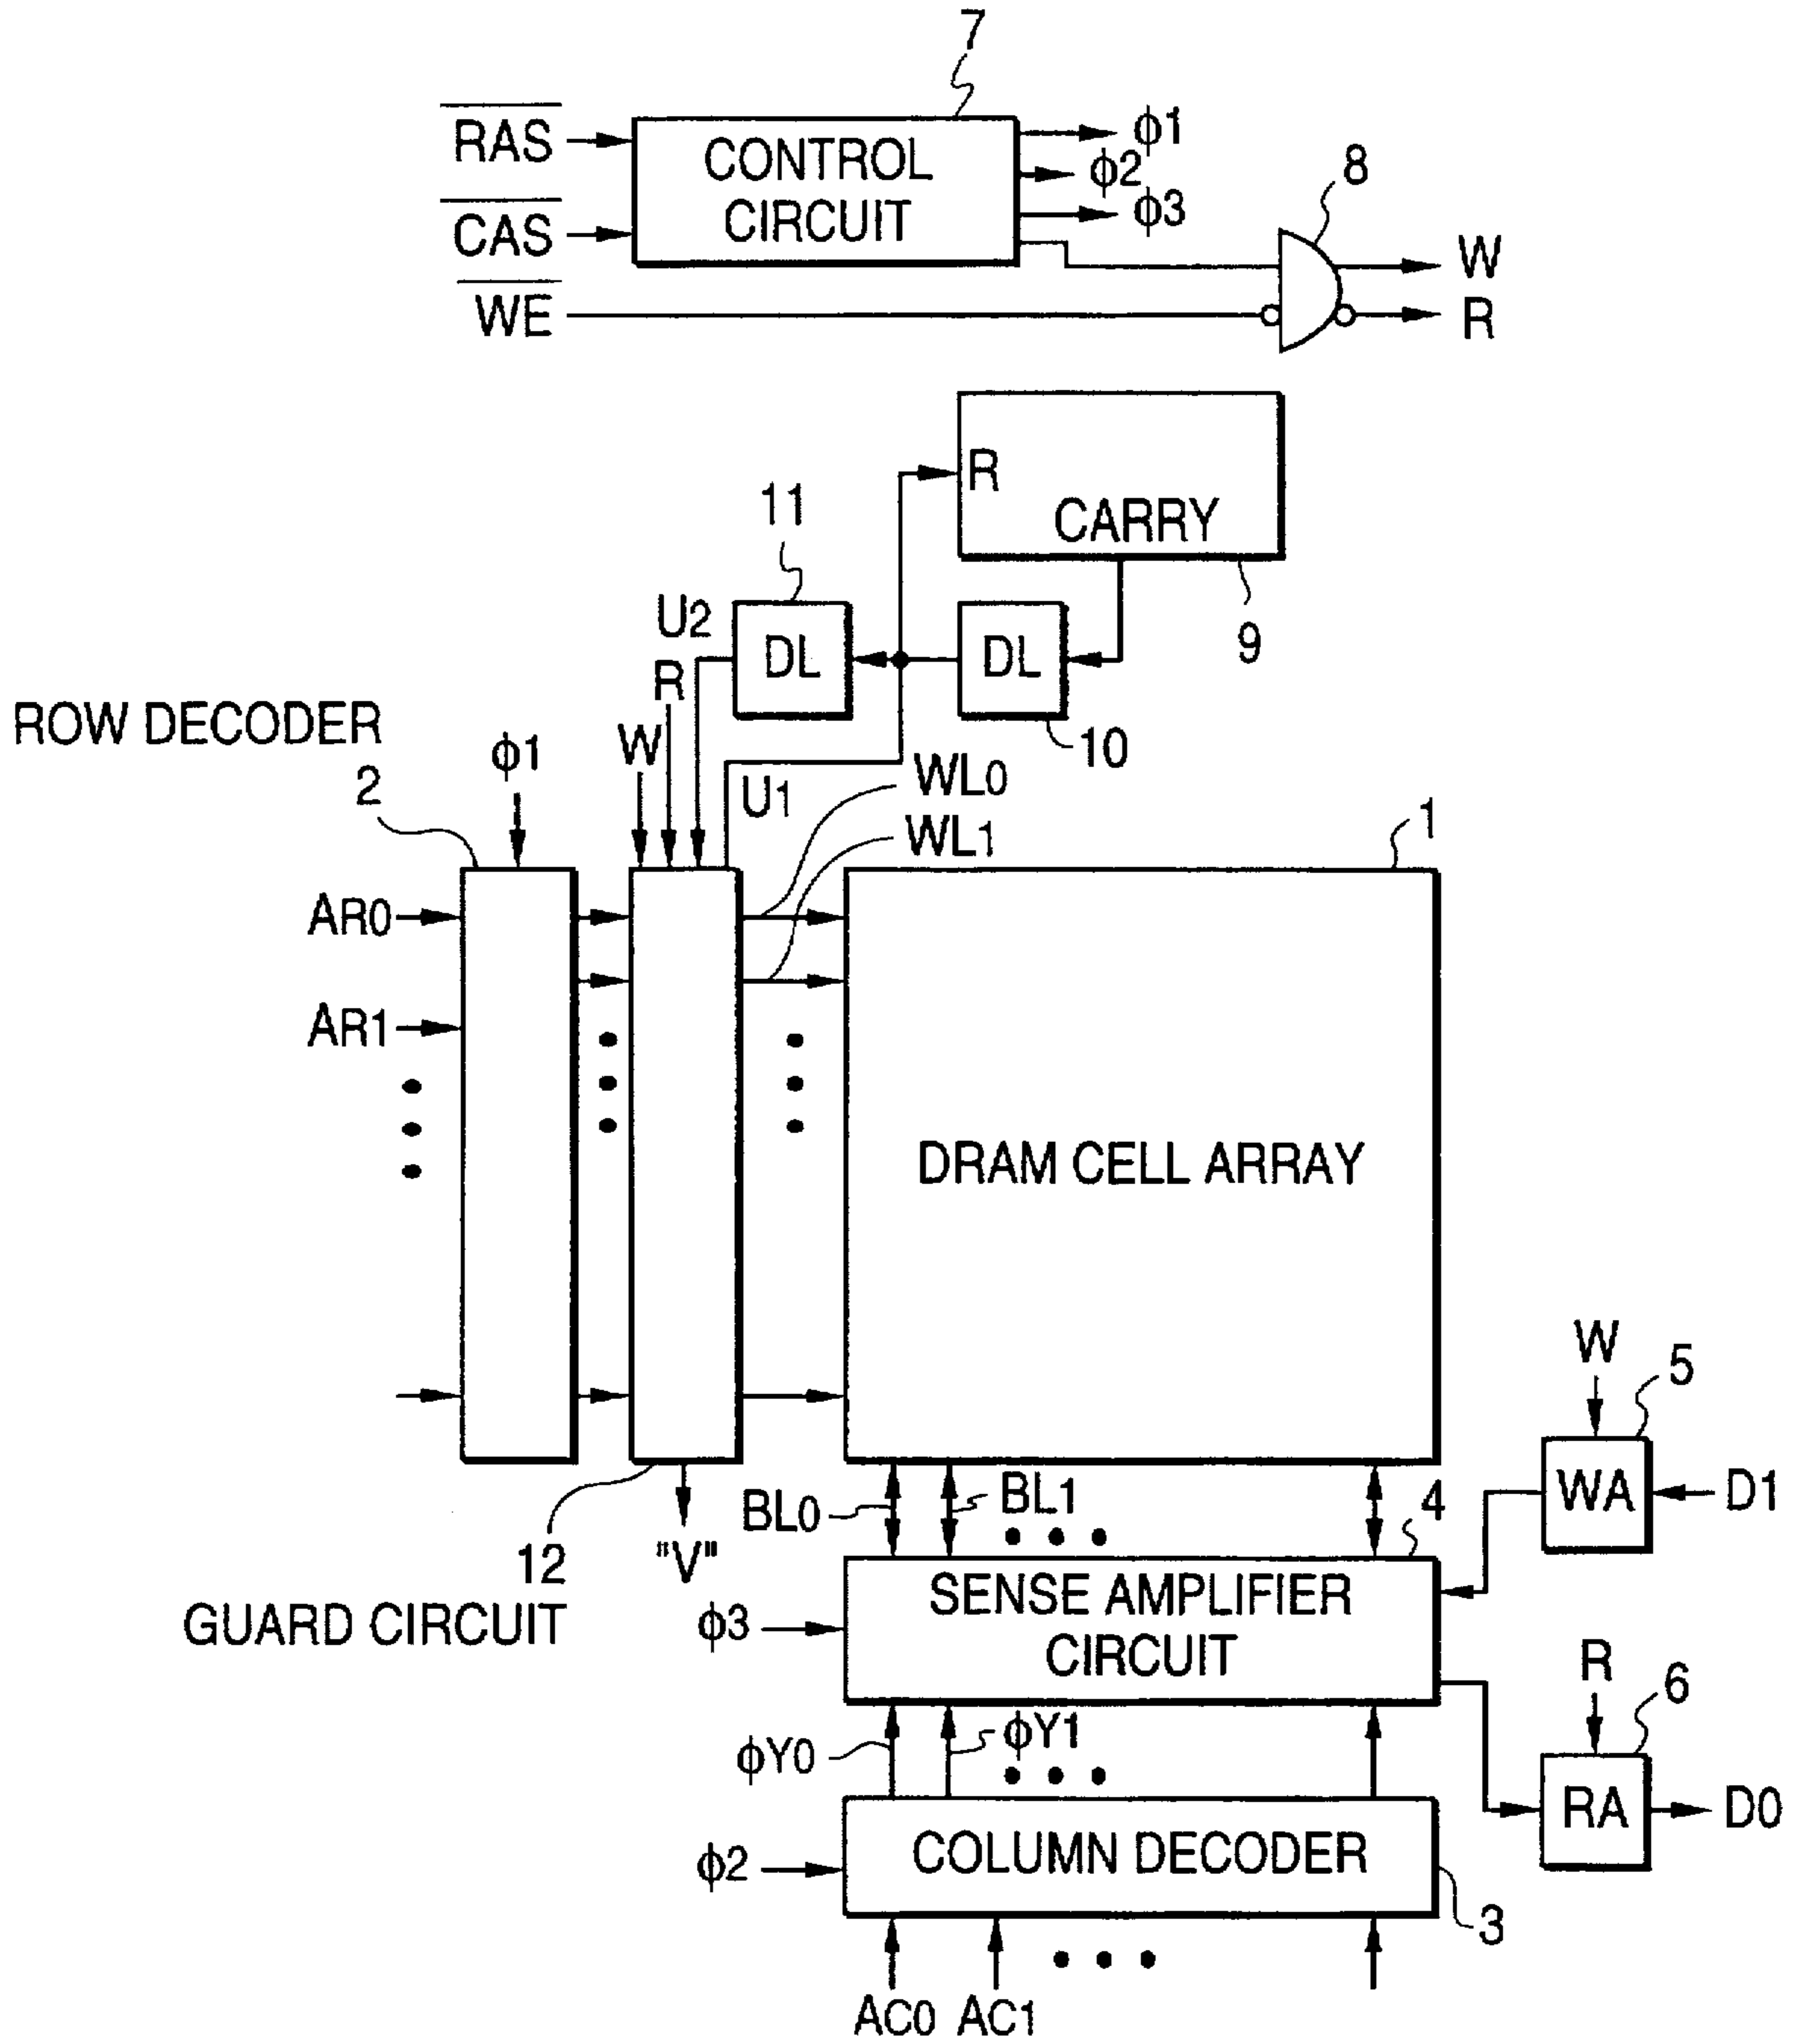 7
RAS
CONTROL
CIRCUIT
ϕ1
ϕ2
ϕ3
CAS
8
WE
W
R
R
CARRY
9
11
U2
DL
DL
10
R
W
ROW DECODER
2
ϕ1
U1
WL0
WL1
1
AR0
AR1
DRAM CELL ARRAY
W
5
WA
D1
BL0
BL1
4
12
"V"
GUARD CIRCUIT
ϕ3
SENSE AMPLIFIER
CIRCUIT
R
6
RA
D0
ϕY0
ϕY1
ϕ2
COLUMN DECODER
3
AC0
AC1